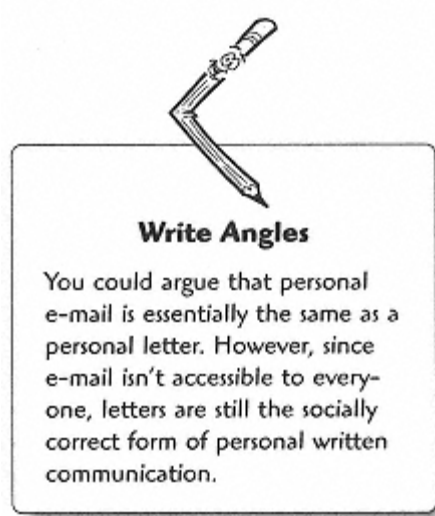 Write Angles
You could argue that personal
e-mail is essentially the same as a
personal letter. However, since
e-mail isn't accessible to every-
one, letters are still the socially
correct form of personal written
communication.